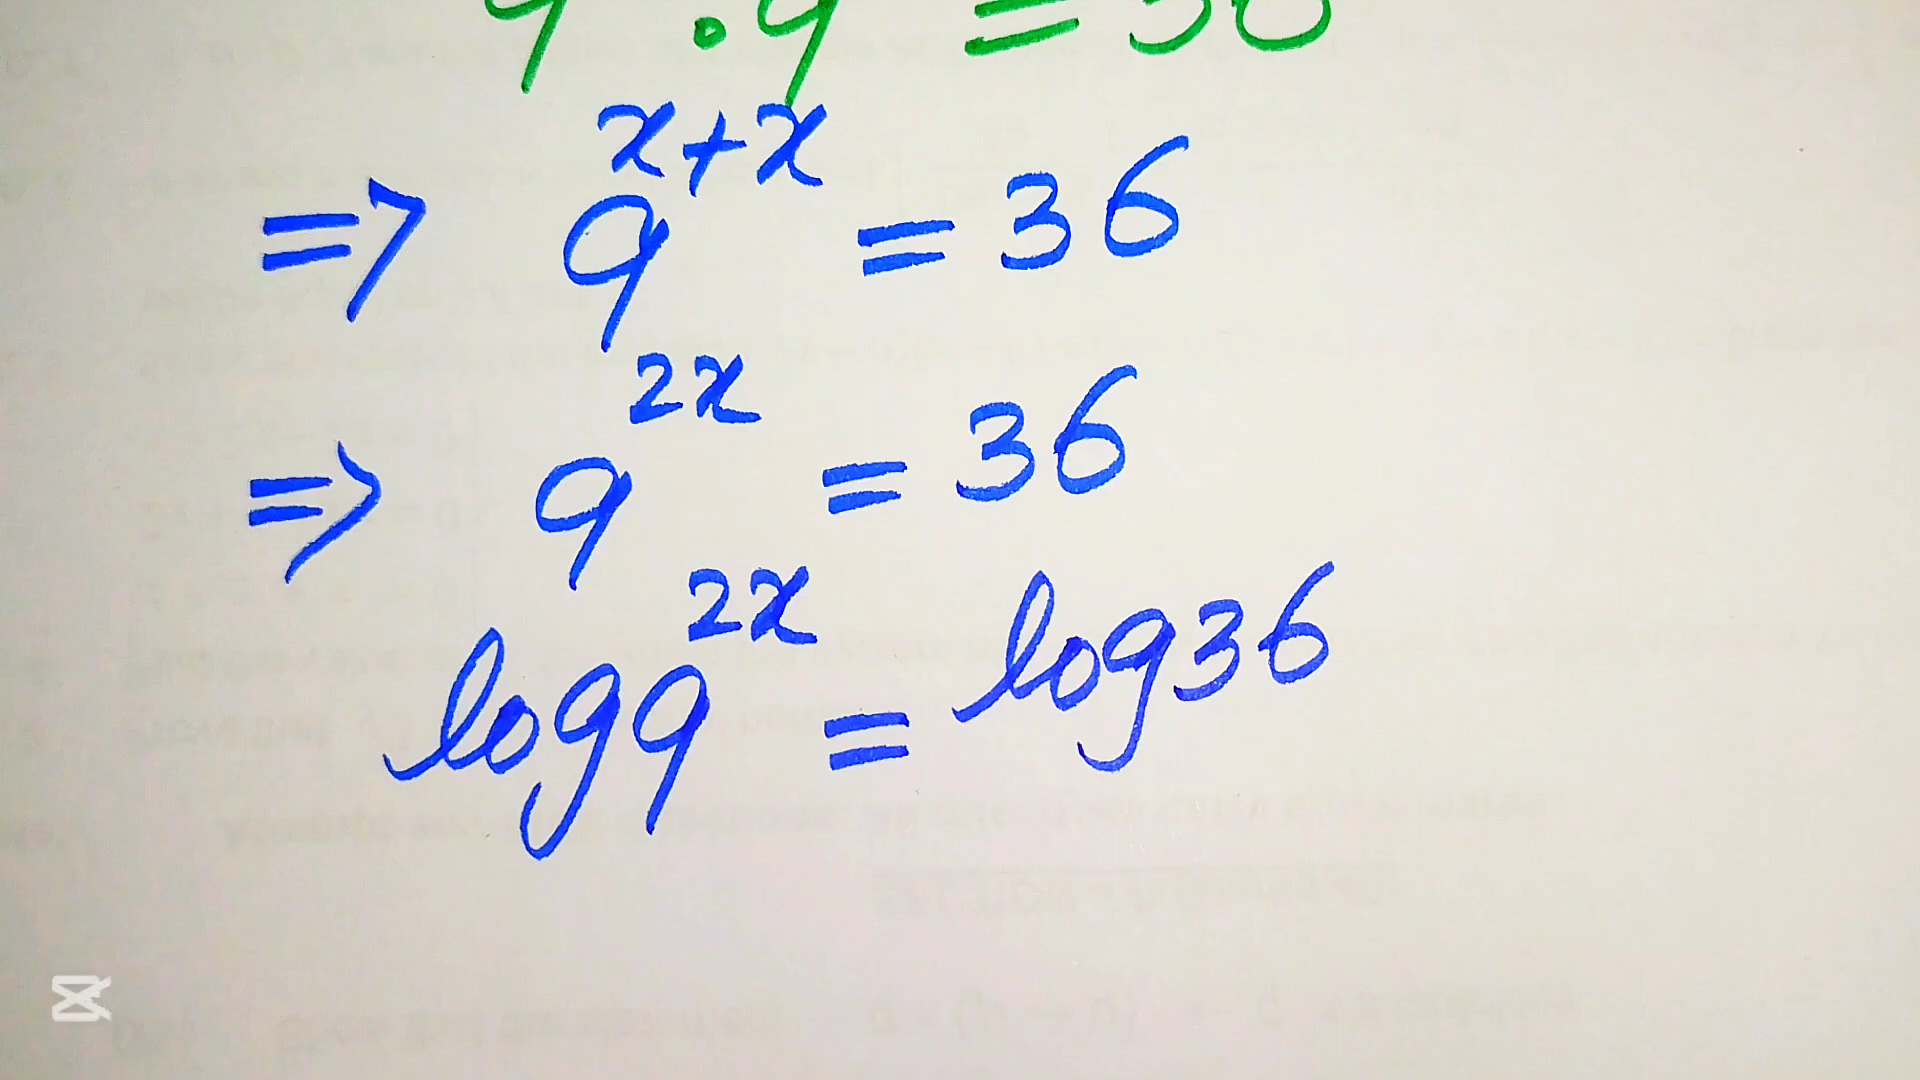 9 . 9 = 36
=> 9^{x+x} = 36
=> 9^{2x} = 36
log 9^{2x} = log 36